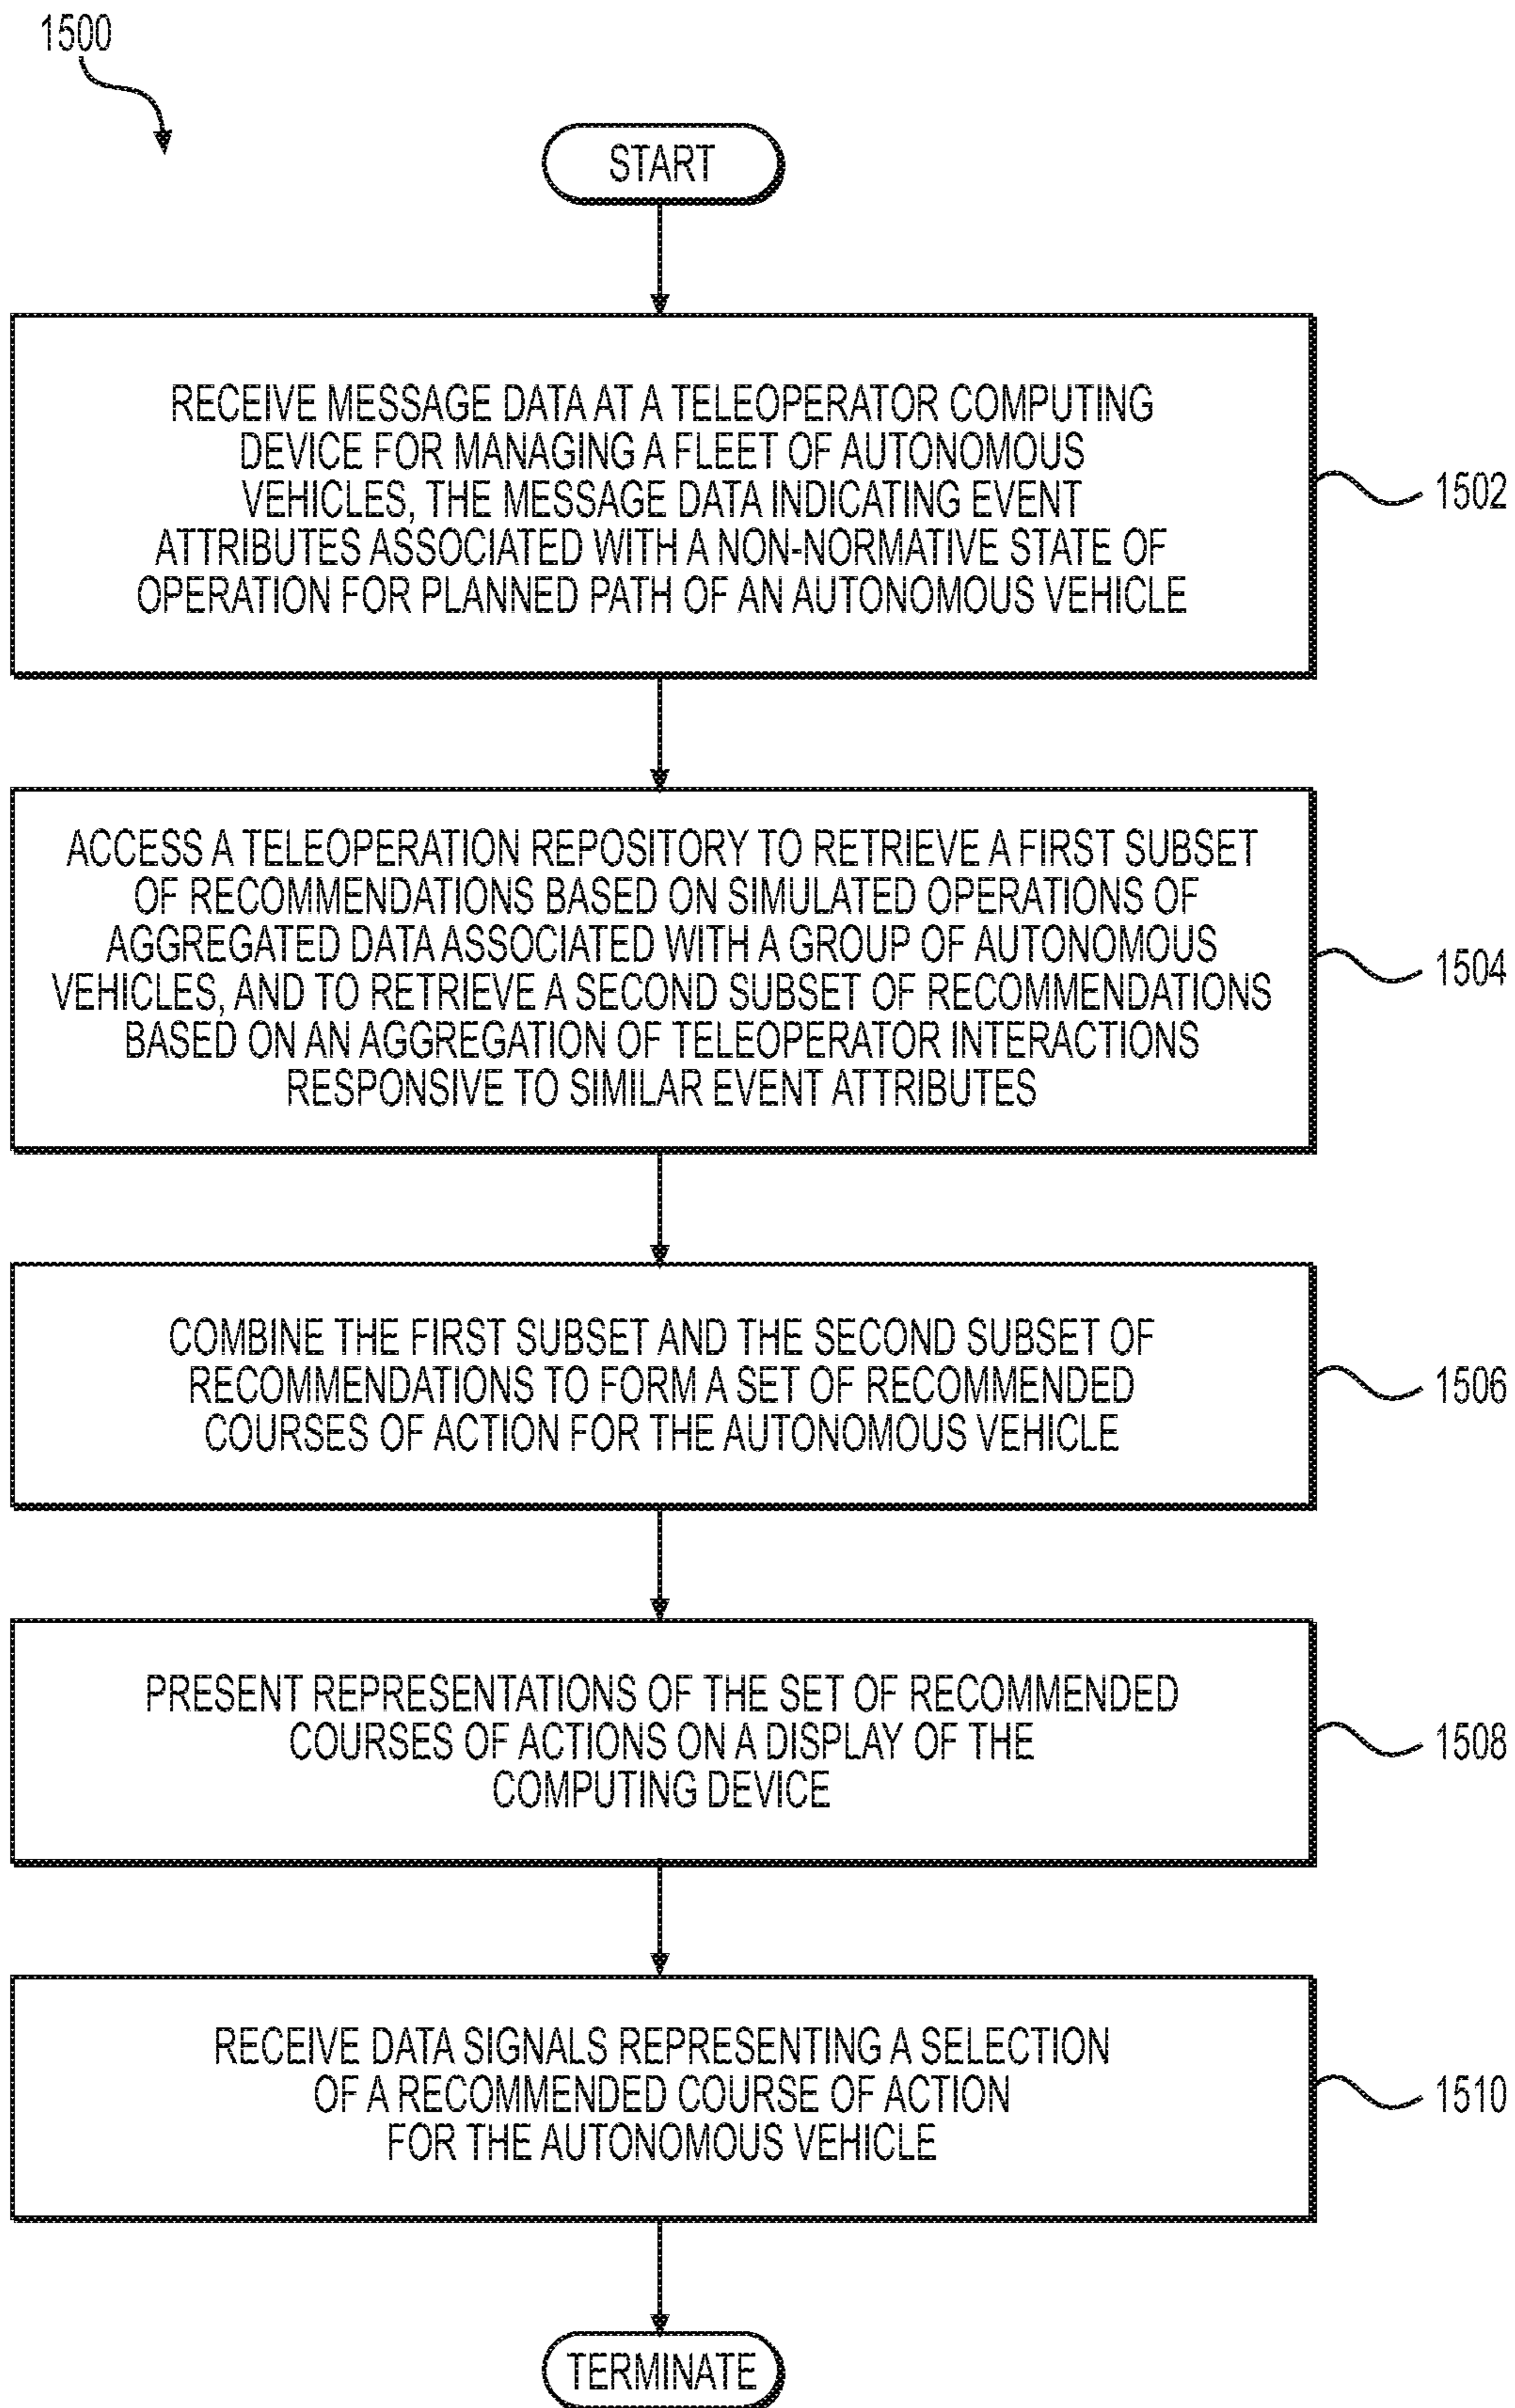 1500
START
RECEIVE MESSAGE DATA AT A TELEOPERATOR COMPUTING
DEVICE FOR MANAGING A FLEET OF AUTONOMOUS
VEHICLES, THE MESSAGE DATA INDICATING EVENT
ATTRIBUTES ASSOCIATED WITH A NON-NORMATIVE STATE OF
OPERATION FOR PLANNED PATH OF AN AUTONOMOUS VEHICLE
1502
ACCESS A TELEOPERATION REPOSITORY TO RETRIEVE A FIRST SUBSET
OF RECOMMENDATIONS BASED ON SIMULATED OPERATIONS OF
AGGREGATED DATA ASSOCIATED WITH A GROUP OF AUTONOMOUS
VEHICLES, AND TO RETRIEVE A SECOND SUBSET OF RECOMMENDATIONS
BASED ON AN AGGREGATION OF TELEOPERATOR INTERACTIONS
RESPONSIVE TO SIMILAR EVENT ATTRIBUTES
1504
COMBINE THE FIRST SUBSET AND THE SECOND SUBSET OF
RECOMMENDATIONS TO FORM A SET OF RECOMMENDED
COURSES OF ACTION FOR THE AUTONOMOUS VEHICLE
1506
PRESENT REPRESENTATIONS OF THE SET OF RECOMMENDED
COURSES OF ACTIONS ON A DISPLAY OF THE
COMPUTING DEVICE
1508
RECEIVE DATA SIGNALS REPRESENTING A SELECTION
OF A RECOMMENDED COURSE OF ACTION
FOR THE AUTONOMOUS VEHICLE
1510
TERMINATE